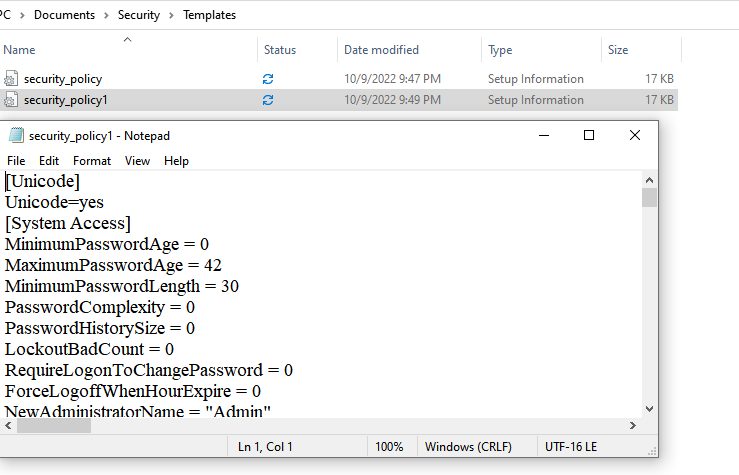 PC > Documents > Security > Templates
Name Status Date modified Type Size
security_policy 10/9/2022 9:47 PM Setup Information 17 KB
security_policy1 10/9/2022 9:49 PM Setup Information 17 KB
security_policy1 - Notepad
File Edit Format View Help
[Unicode]
Unicode=yes
[System Access]
MinimumPasswordAge = 0
MaximumPasswordAge = 42
MinimumPasswordLength = 30
PasswordComplexity = 0
PasswordHistorySize = 0
LockoutBadCount = 0
RequireLogonToChangePassword = 0
ForceLogoffWhenHourExpire = 0
NewAdministratorName = "Admin"
Ln 1, Col 1 100% Windows (CRLF) UTF-16 LE